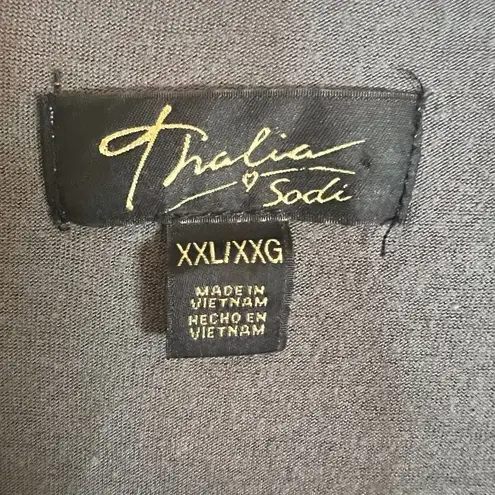 Thalia
Sodi
XXL/XXG
MADE IN
VIETNAM
HECHO EN
VIETNAM